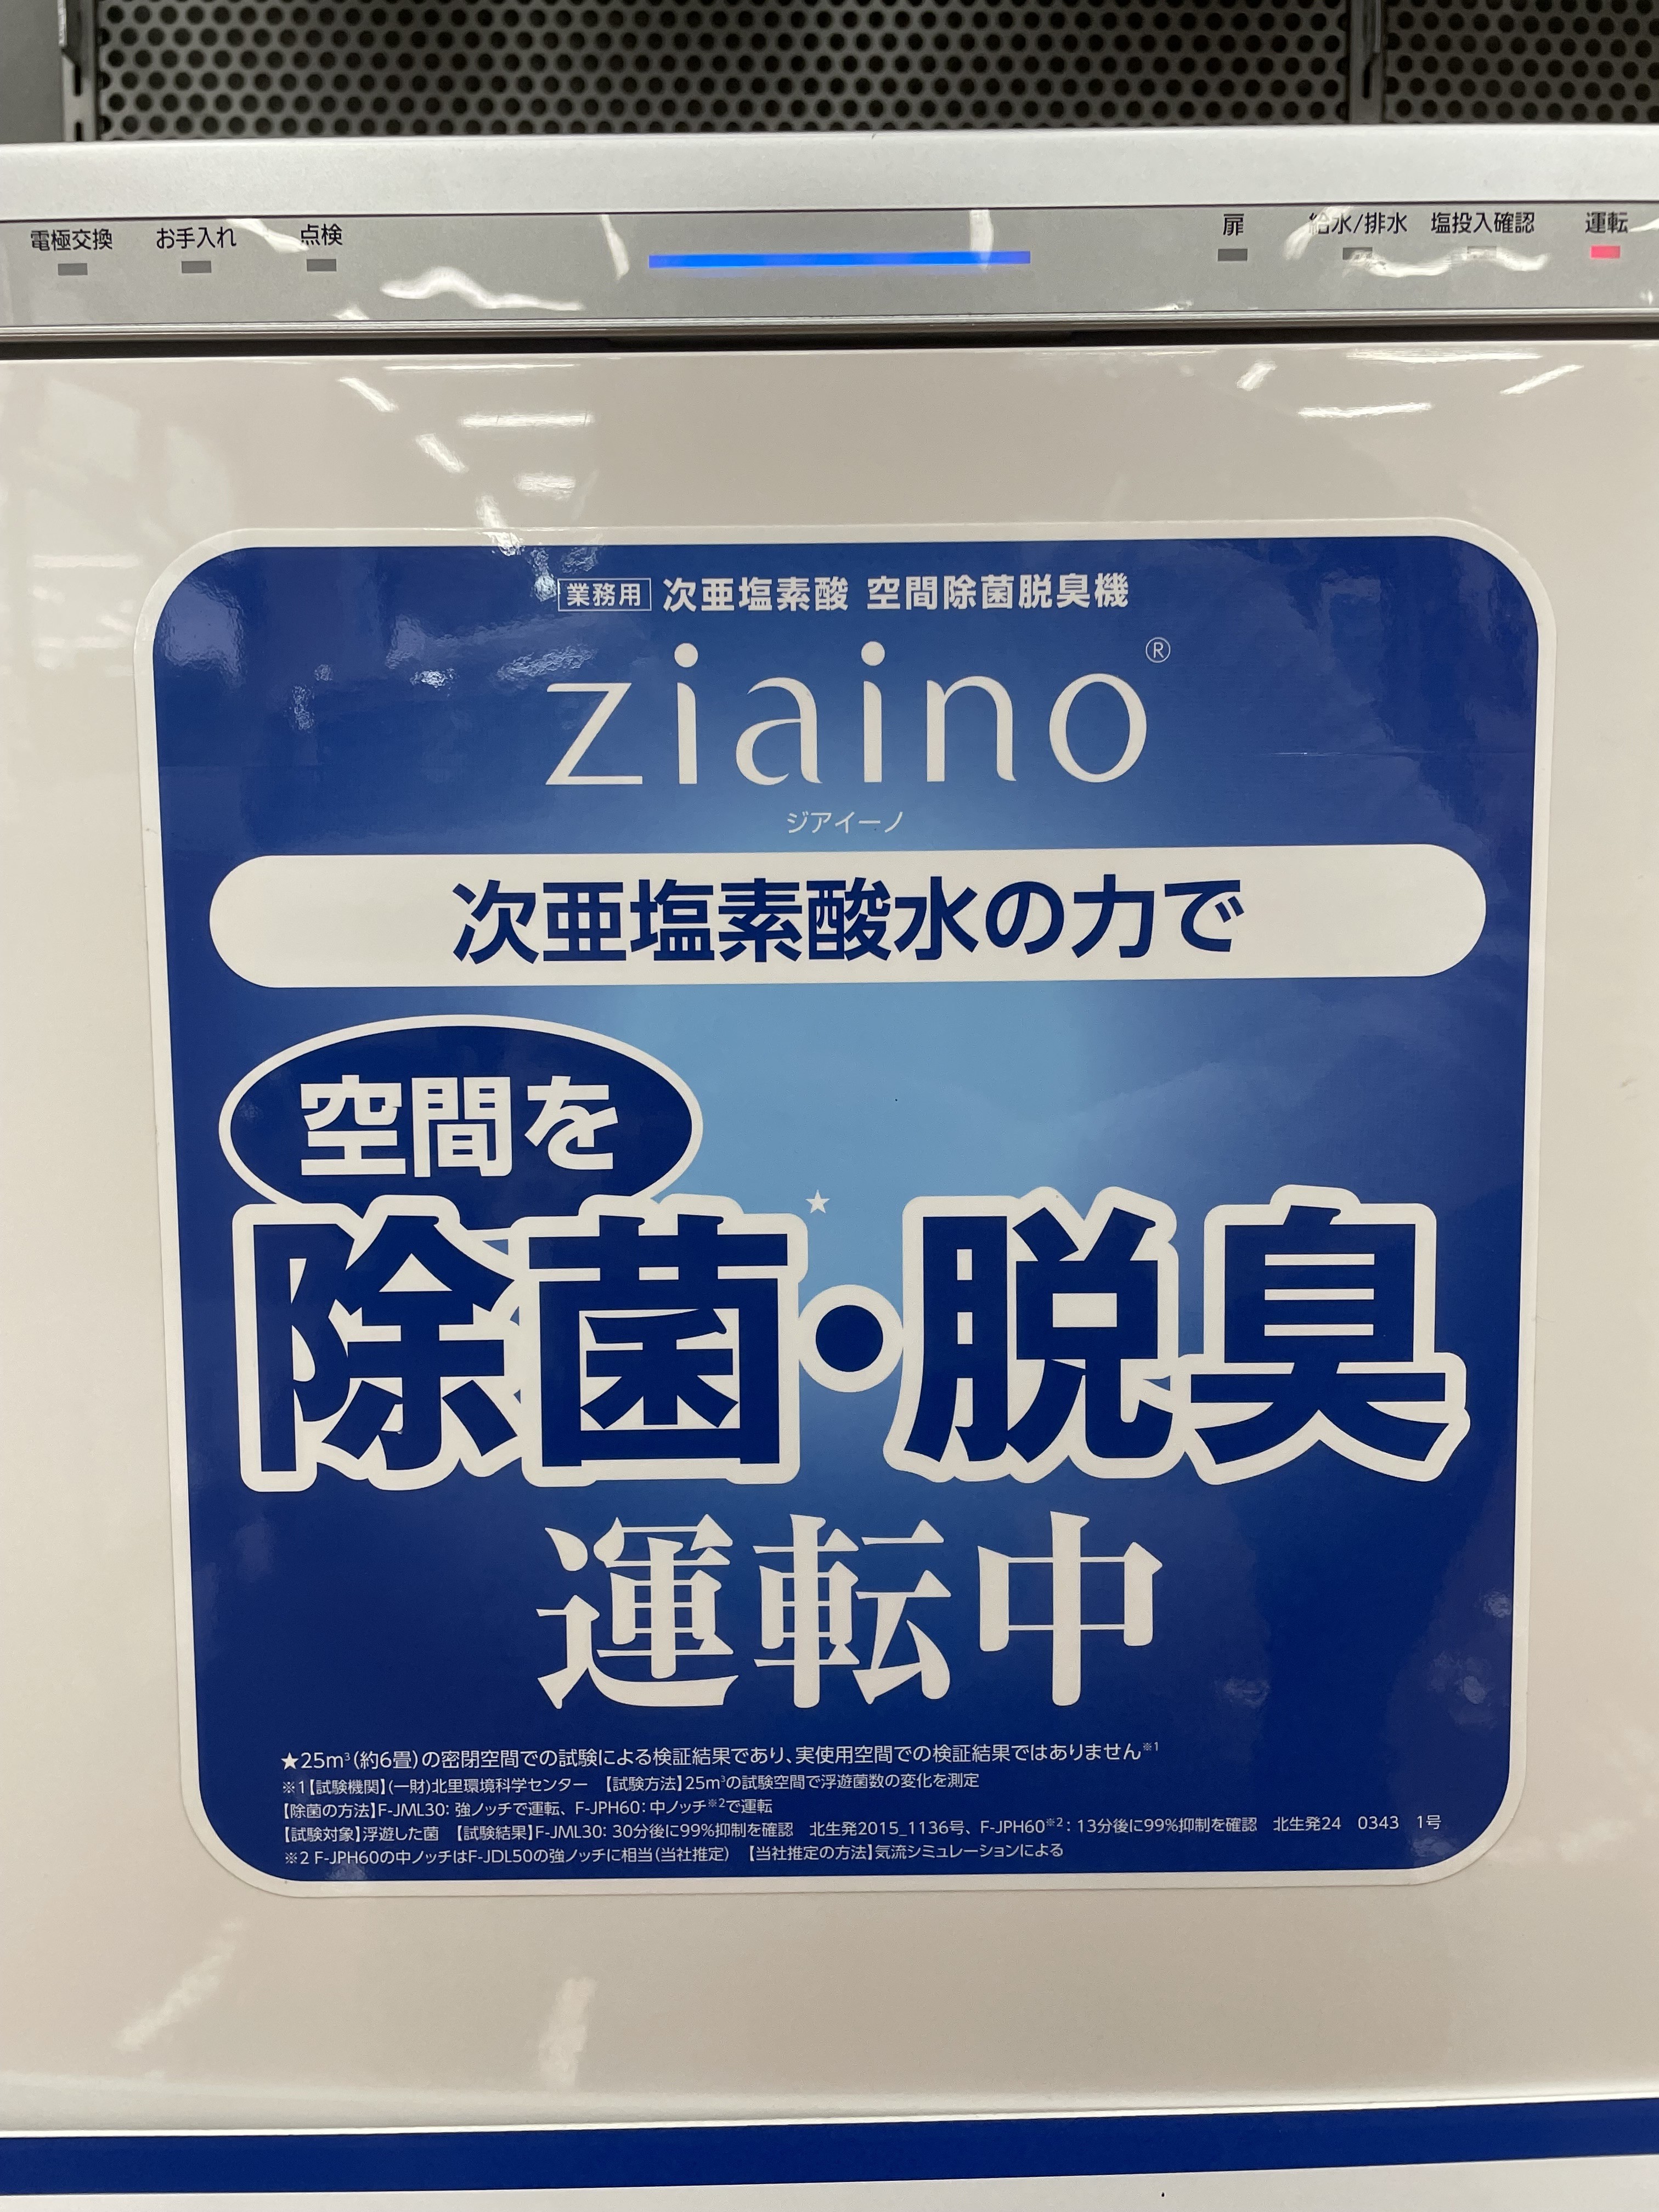 電極交換 お手入れ 点検 扉 給水/排水 塩投入確認 運転
業務用 次亜塩素酸 空間除菌脱臭機
ziaino®
ジアイーノ
次亜塩素酸水の力で
空間を
★
除菌・脱臭
運転中
★25m³(約6畳)の密閉空間での試験による検証結果であり、実使用空間での検証結果ではありません※1
※1【試験機関】(一財)北里環境科学センター 【試験方法】25m³の試験空間で浮遊菌数の変化を測定
【除菌の方法】F-JML30: 強ノッチで運転、F-JPH60: 中ノッチ※2で運転
【試験対象】浮遊した菌 【試験結果】F-JML30: 30分後に99%抑制を確認 北生発2015_1136号、F-JPH60※2: 13分後に99%抑制を確認 北生発24 0343 1号
※2 F-JPH60の中ノッチはF-JDL50の強ノッチに相当(当社推定) 【当社推定の方法】気流シミュレーションによる